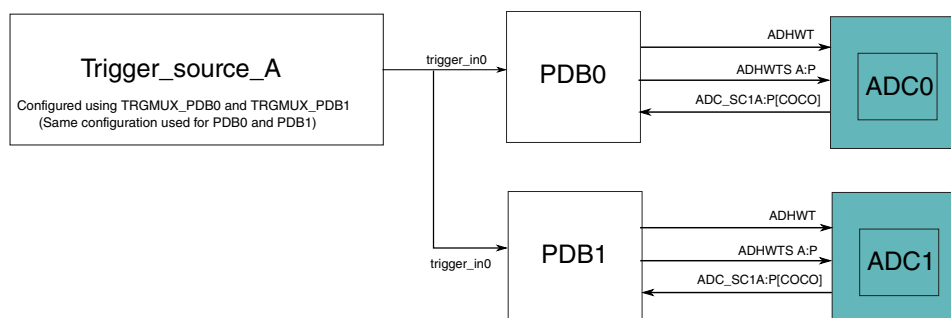 Trigger_source_A
Configured using TRGMUX_PDB0 and TRGMUX_PDB1
(Same configuration used for PDB0 and PDB1)
trigger_in0
PDB0
ADHWT
ADHWTS A:P
ADC_SC1A:P[COCO]
ADC0
trigger_in0
PDB1
ADHWT
ADHWTS A:P
ADC_SC1A:P[COCO]
ADC1